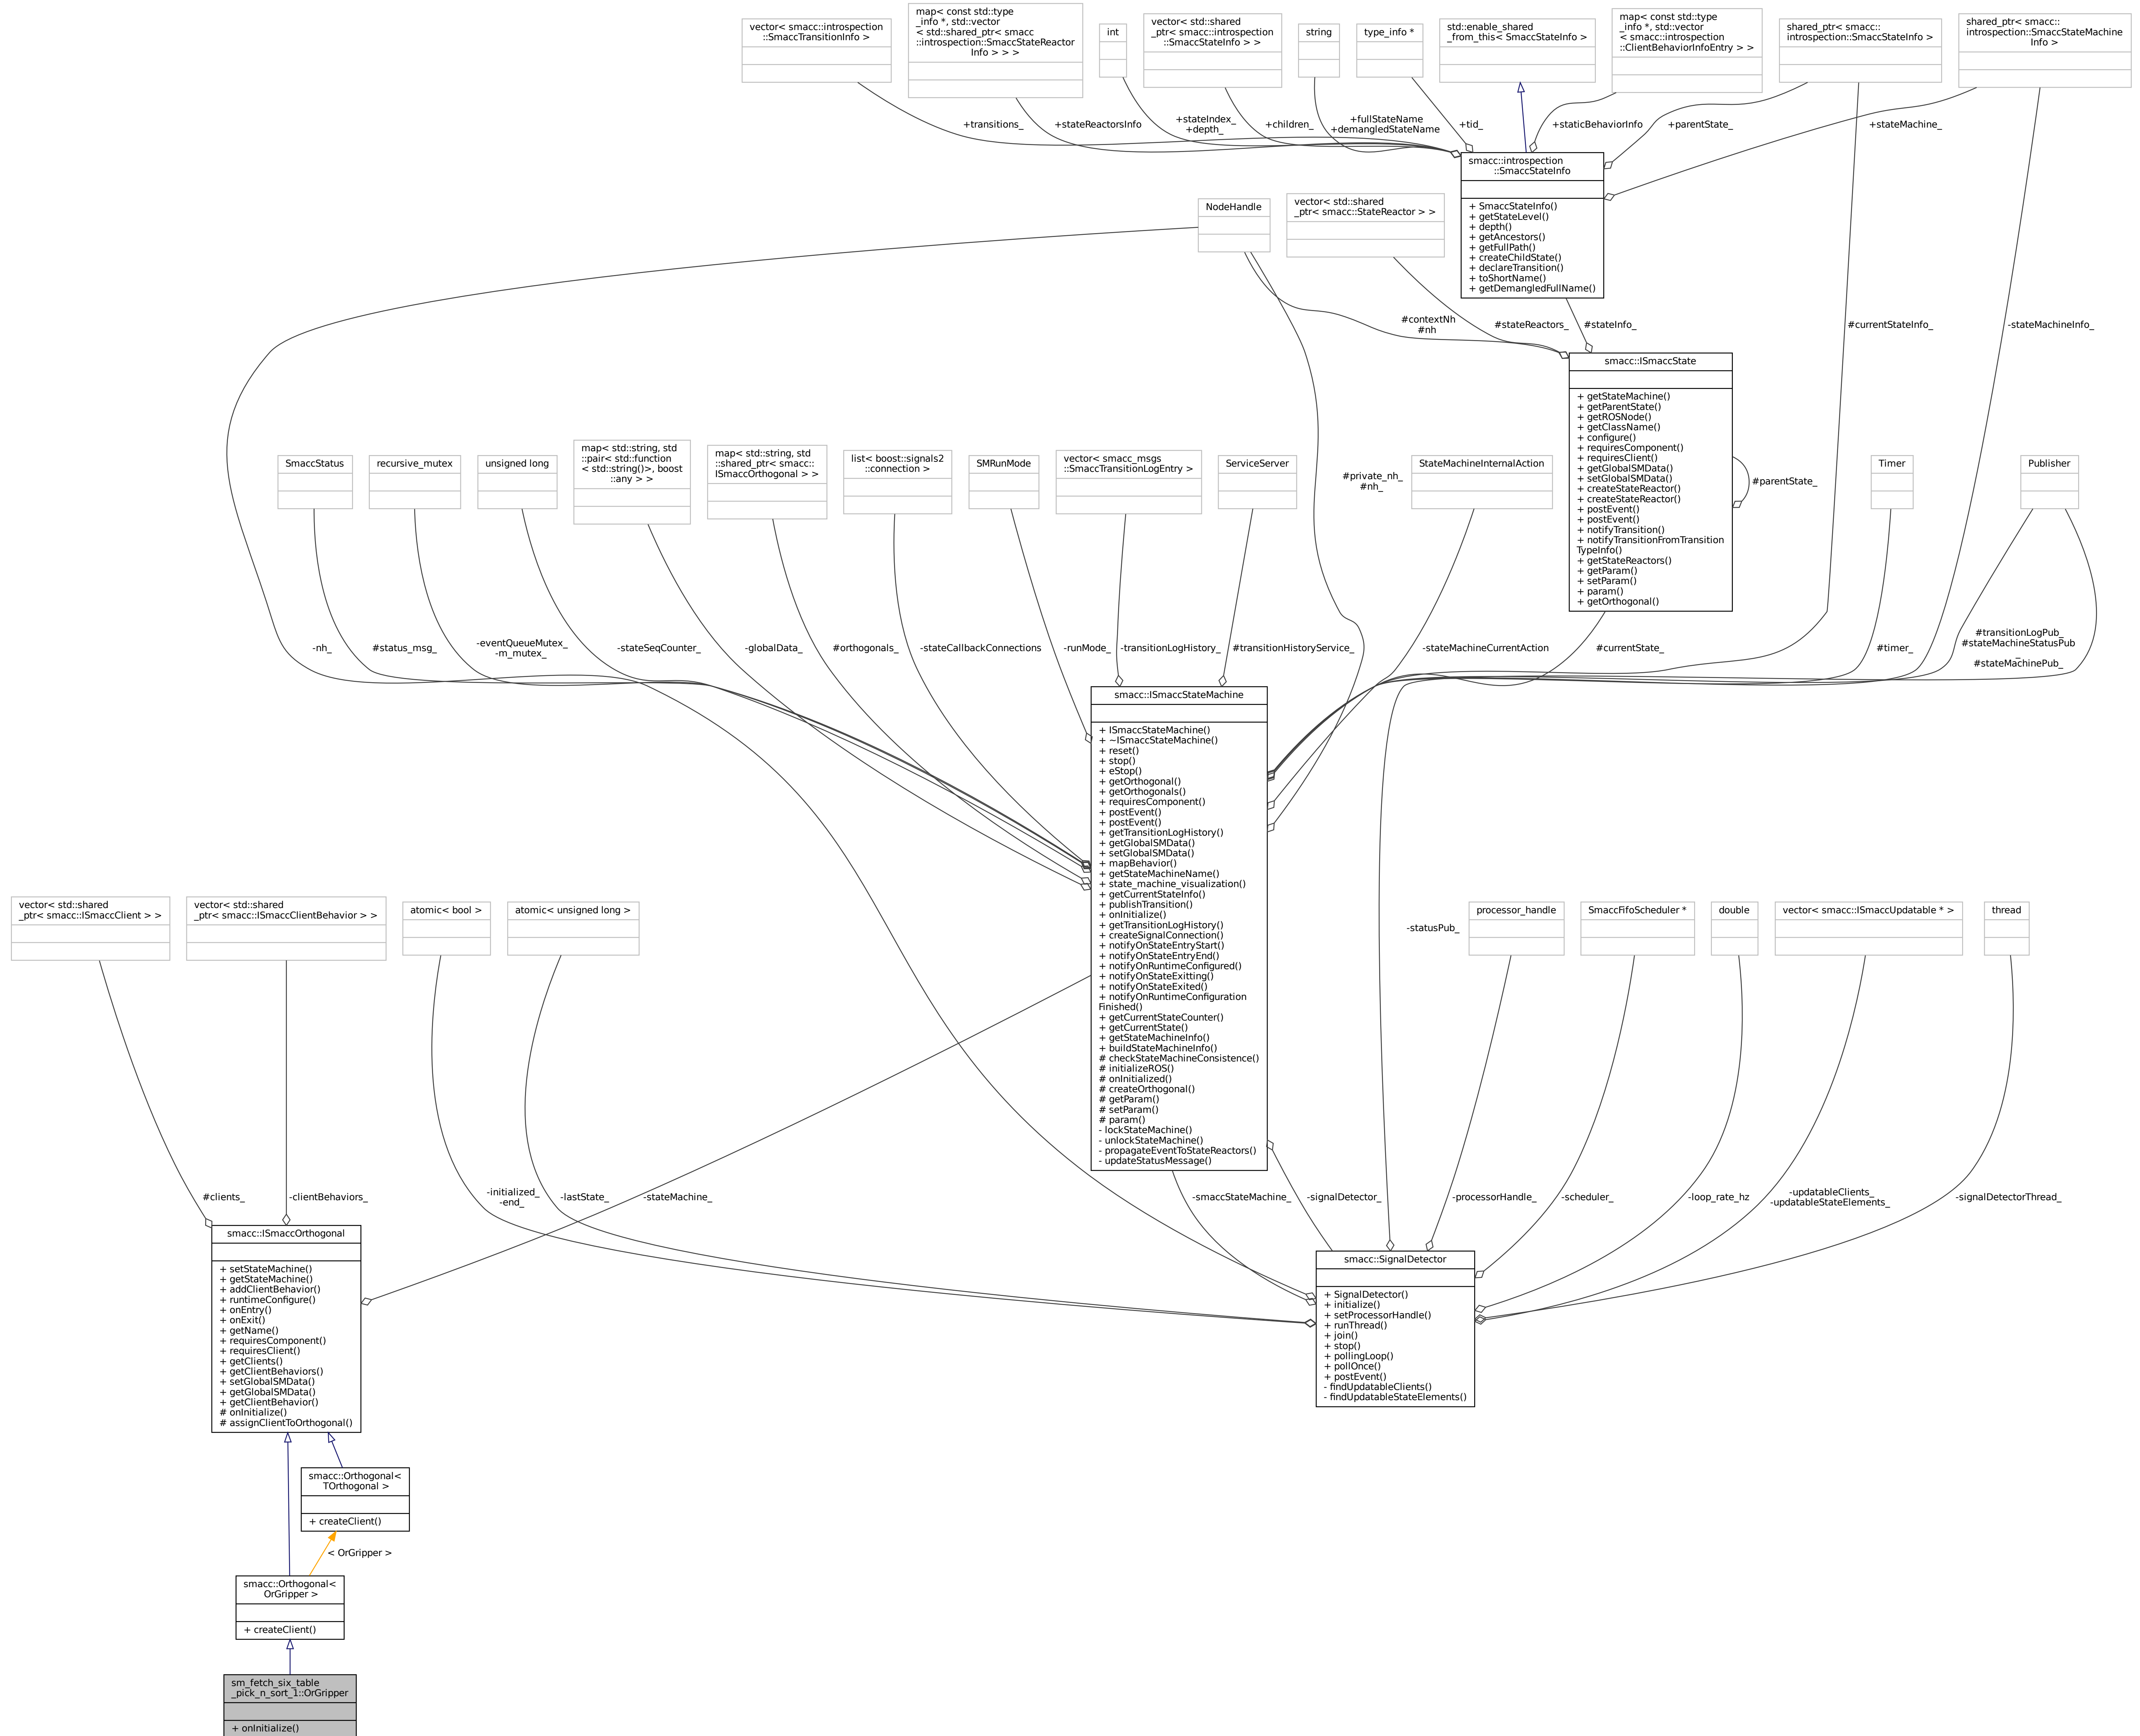 vector< smacc::introspection
::SmaccTransitionInfo >
map< const std::type
_info *, std::vector
< std::shared_ptr< smacc
::introspection::SmaccStateReactor
Info > > >
int
vector< std::shared
_ptr< smacc::introspection
::SmaccStateInfo > >
string
type_info *
std::enable_shared
_from_this< SmaccStateInfo >
map< const std::type
_info *, std::vector
< smacc::introspection
::ClientBehaviorInfoEntry > >
shared_ptr< smacc::
introspection::SmaccStateInfo >
shared_ptr< smacc::
introspection::SmaccStateMachine
Info >
+transitions_
+stateReactorsInfo
+stateIndex_
+depth_
+children_
+fullStateName
+demangledStateName
+tid_
+staticBehaviorInfo
+parentState_
+stateMachine_
smacc::introspection
::SmaccStateInfo
+ SmaccStateInfo()
+ getStateLevel()
+ depth()
+ getAncestors()
+ getFullPath()
+ createChildState()
+ declareTransition()
+ toShortName()
+ getDemangledFullName()
NodeHandle
vector< std::shared
_ptr< smacc::StateReactor > >
#contextNh
#nh
#stateReactors_
#stateInfo_
#currentStateInfo_
-stateMachineInfo_
smacc::ISmaccState
+ getStateMachine()
+ getParentState()
+ getROSNode()
+ getClassName()
+ configure()
+ requiresComponent()
+ requiresClient()
+ getGlobalSMData()
+ setGlobalSMData()
+ createStateReactor()
+ createStateReactor()
+ postEvent()
+ postEvent()
+ notifyTransition()
+ notifyTransitionFromTransition
TypeInfo()
+ getStateReactors()
+ getParam()
+ setParam()
+ param()
+ getOrthogonal()
#parentState_
SmaccStatus
recursive_mutex
unsigned long
map< std::string, std
::pair< std::function
< std::string()>, boost
::any > >
map< std::string, std
::shared_ptr< smacc::
ISmaccOrthogonal > >
list< boost::signals2
::connection >
SMRunMode
vector< smacc_msgs
::SmaccTransitionLogEntry >
ServiceServer
#private_nh_
#nh_
StateMachineInternalAction
Timer
Publisher
-nh_
#status_msg_
-eventQueueMutex_
-m_mutex_
-stateSeqCounter_
-globalData_
#orthogonals_
-stateCallbackConnections
-runMode_
-transitionLogHistory_
#transitionHistoryService_
-stateMachineCurrentAction
#currentState_
#timer_
#transitionLogPub_
#stateMachineStatusPub
_
#stateMachinePub_
smacc::ISmaccStateMachine
+ ISmaccStateMachine()
+ ~ISmaccStateMachine()
+ reset()
+ stop()
+ eStop()
+ getOrthogonal()
+ getOrthogonals()
+ requiresComponent()
+ postEvent()
+ postEvent()
+ getTransitionLogHistory()
+ getGlobalSMData()
+ setGlobalSMData()
+ mapBehavior()
+ getStateMachineName()
+ state_machine_visualization()
+ getCurrentStateInfo()
+ publishTransition()
+ onInitialize()
+ getTransitionLogHistory()
+ createSignalConnection()
+ notifyOnStateEntryStart()
+ notifyOnStateEntryEnd()
+ notifyOnRuntimeConfigured()
+ notifyOnStateExitting()
+ notifyOnStateExited()
+ notifyOnRuntimeConfiguration
Finished()
+ getCurrentStateCounter()
+ getCurrentState()
+ getStateMachineInfo()
+ buildStateMachineInfo()
# checkStateMachineConsistence()
# initializeROS()
# onInitialized()
# createOrthogonal()
# getParam()
# setParam()
# param()
- lockStateMachine()
- unlockStateMachine()
- propagateEventToStateReactors()
- updateStatusMessage()
vector< std::shared
_ptr< smacc::ISmaccClient > >
vector< std::shared
_ptr< smacc::ISmaccClientBehavior > >
atomic< bool >
atomic< unsigned long >
-statusPub_
processor_handle
SmaccFifoScheduler *
double
vector< smacc::ISmaccUpdatable * >
thread
#clients_
-clientBehaviors_
-initialized_
-end_
-lastState_
-stateMachine_
-smaccStateMachine_
-signalDetector_
-processorHandle_
-scheduler_
-loop_rate_hz
-updatableClients_
-updatableStateElements_
-signalDetectorThread_
smacc::ISmaccOrthogonal
+ setStateMachine()
+ getStateMachine()
+ addClientBehavior()
+ runtimeConfigure()
+ onEntry()
+ onExit()
+ getName()
+ requiresComponent()
+ requiresClient()
+ getClients()
+ getClientBehaviors()
+ setGlobalSMData()
+ getGlobalSMData()
+ getClientBehavior()
# onInitialize()
# assignClientToOrthogonal()
smacc::SignalDetector
+ SignalDetector()
+ initialize()
+ setProcessorHandle()
+ runThread()
+ join()
+ stop()
+ pollingLoop()
+ pollOnce()
+ postEvent()
- findUpdatableClients()
- findUpdatableStateElements()
smacc::Orthogonal<
TOrthogonal >
+ createClient()
< OrGripper >
smacc::Orthogonal<
OrGripper >
+ createClient()
sm_fetch_six_table
_pick_n_sort_1::OrGripper
+ onInitialize()